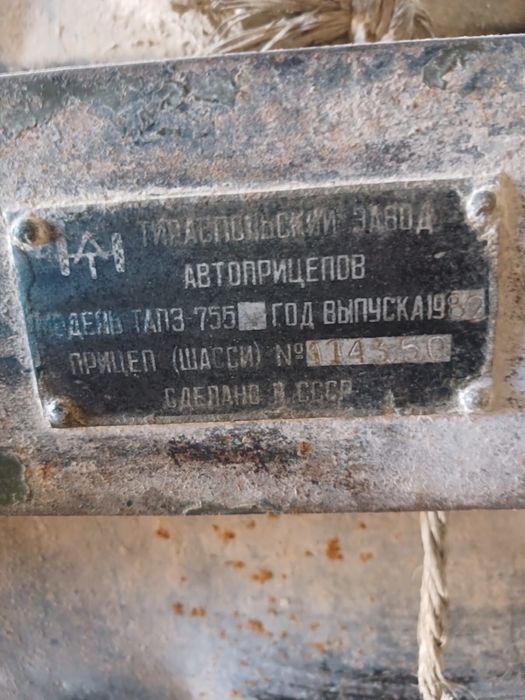 ТИРАСПОЛЬСКИЙ ЗАВОД
АВТОПРИЦЕПОВ
МОДЕЛЬ ТАПЗ-755 ГОД ВЫПУСКА 1982
ПРИЦЕП (ШАССИ) № 114350
СДЕЛАНО В СССР